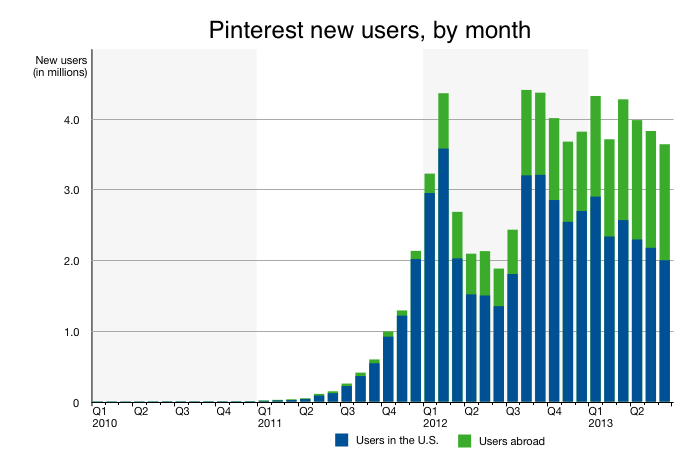 Pinterest new users, by month
New users
(in millions)
4.0
3.0
2.0
1.0
0
Q1 Q2 Q3 Q4 Q1 Q2 Q3 Q4 Q1 Q2 Q3 Q4 Q1 Q2
2010 2011 2012 2013
Users in the U.S. Users abroad